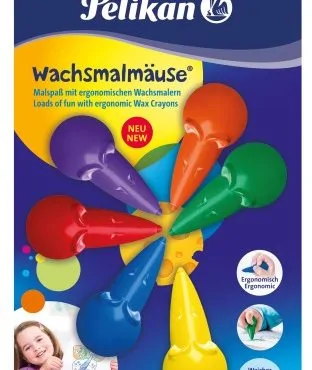 Pelikan
Wachsmalmäuse®
Malspaß mit ergonomischen Wachsmalern
Loads of fun with ergonomic Wax Crayons
NEU
NEW
Ergonomisch
Ergonomic